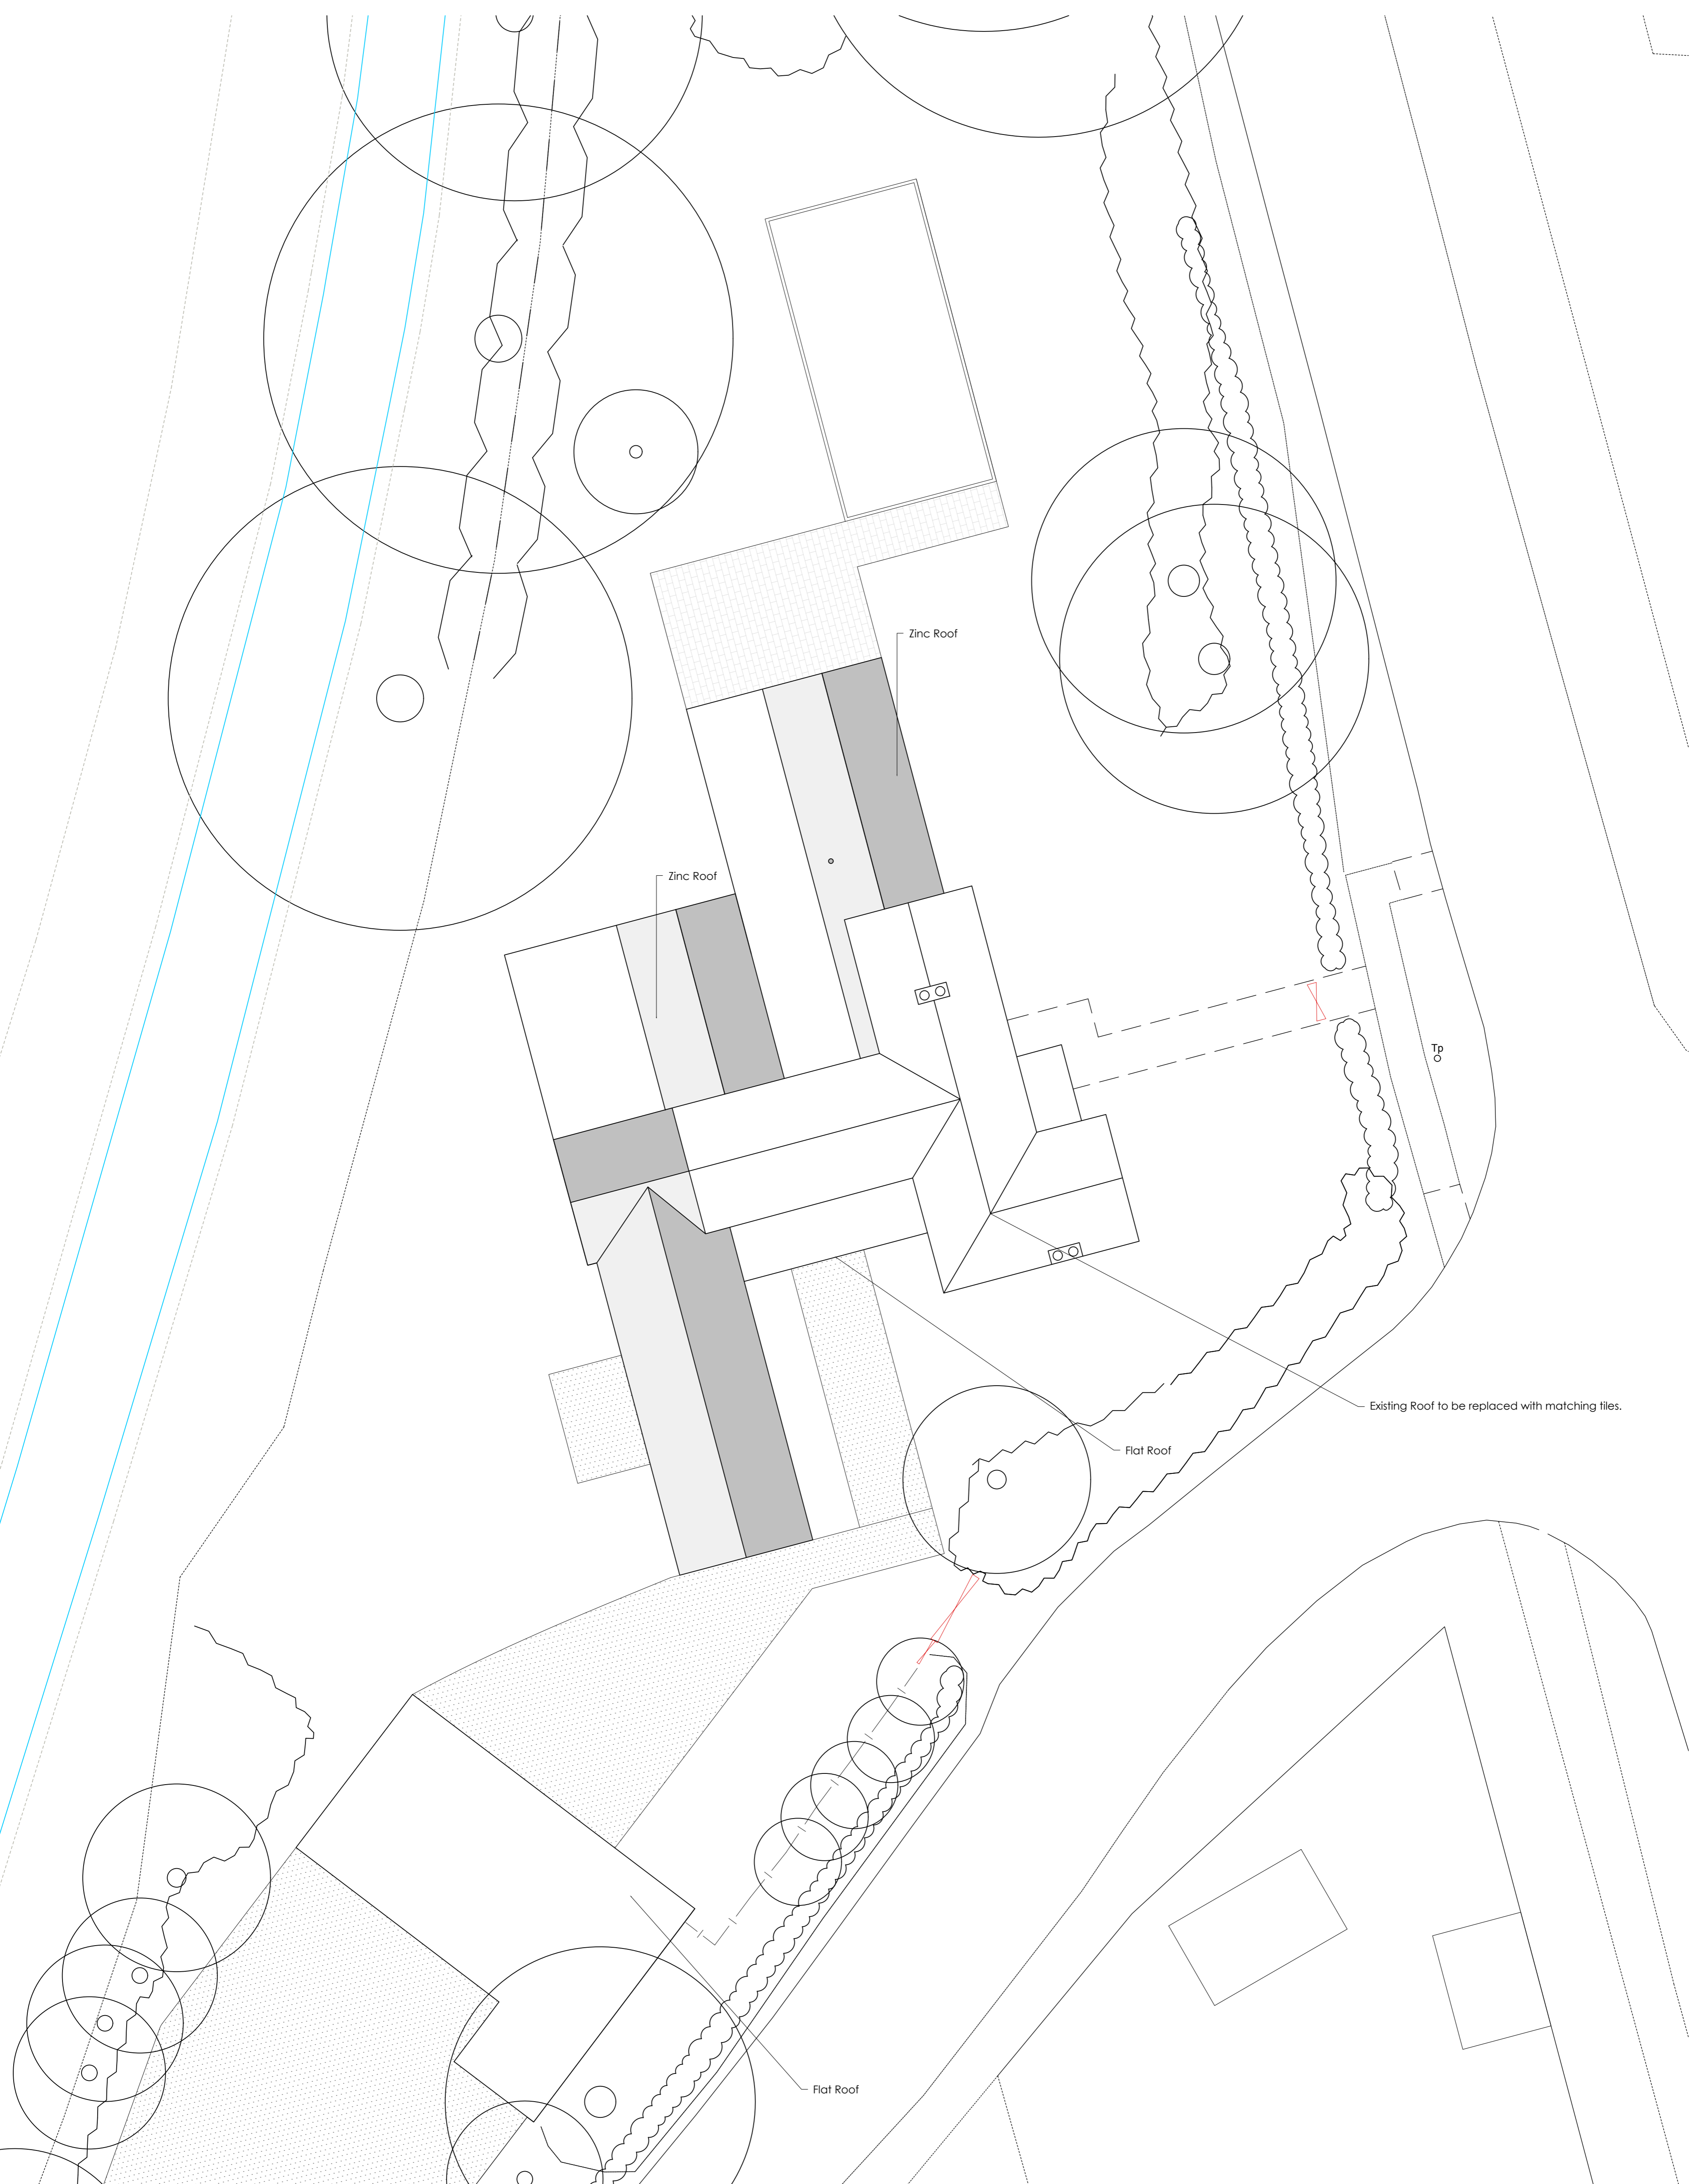 Zinc Roof
Zinc Roof
Tp
Existing Roof to be replaced with matching tiles.
Flat Roof
Flat Roof